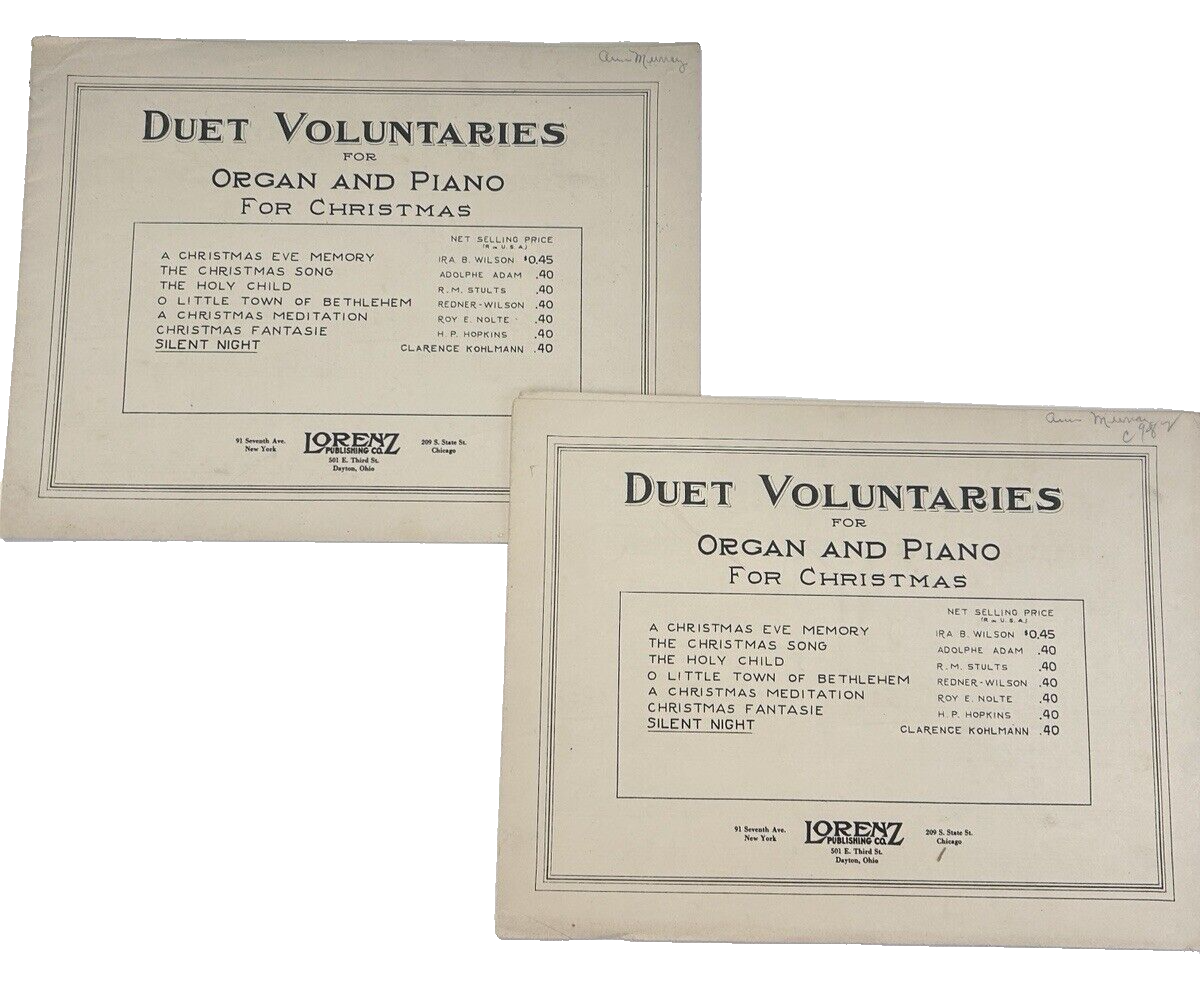 Ann Murray
DUET VOLUNTARIES
FOR
ORGAN AND PIANO
FOR CHRISTMAS
NET SELLING PRICE
(R IN U.S.A.)
A CHRISTMAS EVE MEMORY IRA B. WILSON $0.45
THE CHRISTMAS SONG ADOLPHE ADAM .40
THE HOLY CHILD R.M. STULTS .40
O LITTLE TOWN OF BETHLEHEM REDNER-WILSON .40
A CHRISTMAS MEDITATION ROY E. NOLTE .40
CHRISTMAS FANTASIE H.P. HOPKINS .40
SILENT NIGHT CLARENCE KOHLMANN .40
91 Seventh Ave.
New York
LORENZ
PUBLISHING CO.
501 E. Third St.
Dayton, Ohio
209 S. State St.
Chicago
Ann Murray
DUET VOLUNTARIES
FOR
ORGAN AND PIANO
FOR CHRISTMAS
NET SELLING PRICE
(R IN U.S.A.)
A CHRISTMAS EVE MEMORY IRA B. WILSON $0.45
THE CHRISTMAS SONG ADOLPHE ADAM .40
THE HOLY CHILD R.M. STULTS .40
O LITTLE TOWN OF BETHLEHEM REDNER-WILSON .40
A CHRISTMAS MEDITATION ROY E. NOLTE .40
CHRISTMAS FANTASIE H.P. HOPKINS .40
SILENT NIGHT CLARENCE KOHLMANN .40
91 Seventh Ave.
New York
LORENZ
PUBLISHING CO.
501 E. Third St.
Dayton, Ohio
209 S. State St.
Chicago